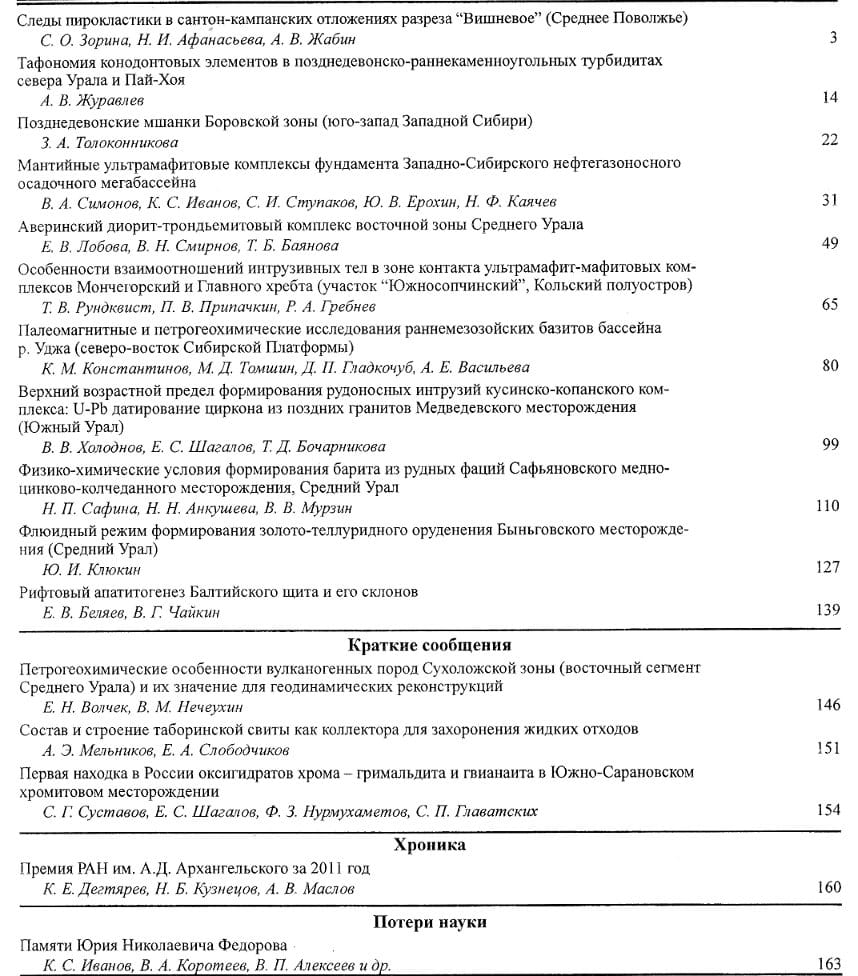 Следы пирокластики в сантон-кампанских отложениях разреза “Вишневое” (Среднее Поволжье)
С. О. Зорина, Н. И. Афанасьева, А. В. Жабин 3
Тафономия конодонтовых элементов в позднедевонско-раннекаменноугольных турбидитах
севера Урала и Пай-Хоя
А. В. Журавлев 14
Позднедевонские мшанки Боровской зоны (юго-запад Западной Сибири)
З. А. Толоконникова 22
Мантийные ультрамафитовые комплексы фундамента Западно-Сибирского нефтегазоносного
осадочного мегабассейна
В. А. Симонов, К. С. Иванов, С. И. Ступаков, Ю. В. Ерохин, Н. Ф. Каячев 31
Аверинский диорит-трондьемитовый комплекс восточной зоны Среднего Урала
Е. В. Лобова, В. Н. Смирнов, Т. Б. Баянова 49
Особенности взаимоотношений интрузивных тел в зоне контакта ультрамафит-мафитовых ком-
плексов Мончегорский и Главного хребта (участок “Южносопчинский”, Кольский полуостров)
Т. В. Рундквист, П. В. Припачкин, Р. А. Гребнев 65
Палеомагнитные и петрогеохимические исследования раннемезозойских базитов бассейна
р. Уджа (северо-восток Сибирской Платформы)
К. М. Константинов, М. Д. Томшин, Д. П. Гладкочуб, А. Е. Васильева 80
Верхний возрастной предел формирования рудоносных интрузий кусинско-копанского ком-
плекса: U-Pb датирование циркона из поздних гранитов Медведевского месторождения
(Южный Урал)
В. В. Холоднов, Е. С. Шагалов, Т. Д. Бочарникова 99
Физико-химические условия формирования барита из рудных фаций Сафьяновского медно-
цинково-колчеданного месторождения, Средний Урал
Н. П. Сафина, Н. Н. Анкушева, В. В. Мурзин 110
Флюидный режим формирования золото-теллуридного оруденения Быньговского месторожде-
ния (Средний Урал)
Ю. И. Клюкин 127
Рифтовый апатитогенез Балтийского щита и его склонов
Е. В. Беляев, В. Г. Чайкин 139
Краткие сообщения
Петрогеохимические особенности вулканогенных пород Сухоложской зоны (восточный сегмент
Среднего Урала) и их значение для геодинамических реконструкций
Е. Н. Волчек, В. М. Нечеухин 146
Состав и строение таборинской свиты как коллектора для захоронения жидких отходов
А. Э. Мельников, Е. А. Слободчиков 151
Первая находка в России оксигидратов хрома – гримальдита и гвианаита в Южно-Сарановском
хромитовом месторождении
С. Г. Суставов, Е. С. Шагалов, Ф. З. Нурмухаметов, С. П. Главатских 154
Хроника
Премия РАН им. А.Д. Архангельского за 2011 год
К. Е. Дегтярев, Н. Б. Кузнецов, А. В. Маслов 160
Потери науки
Памяти Юрия Николаевича Федорова
К. С. Иванов, В. А. Коротеев, В. П. Алексеев и др. 163